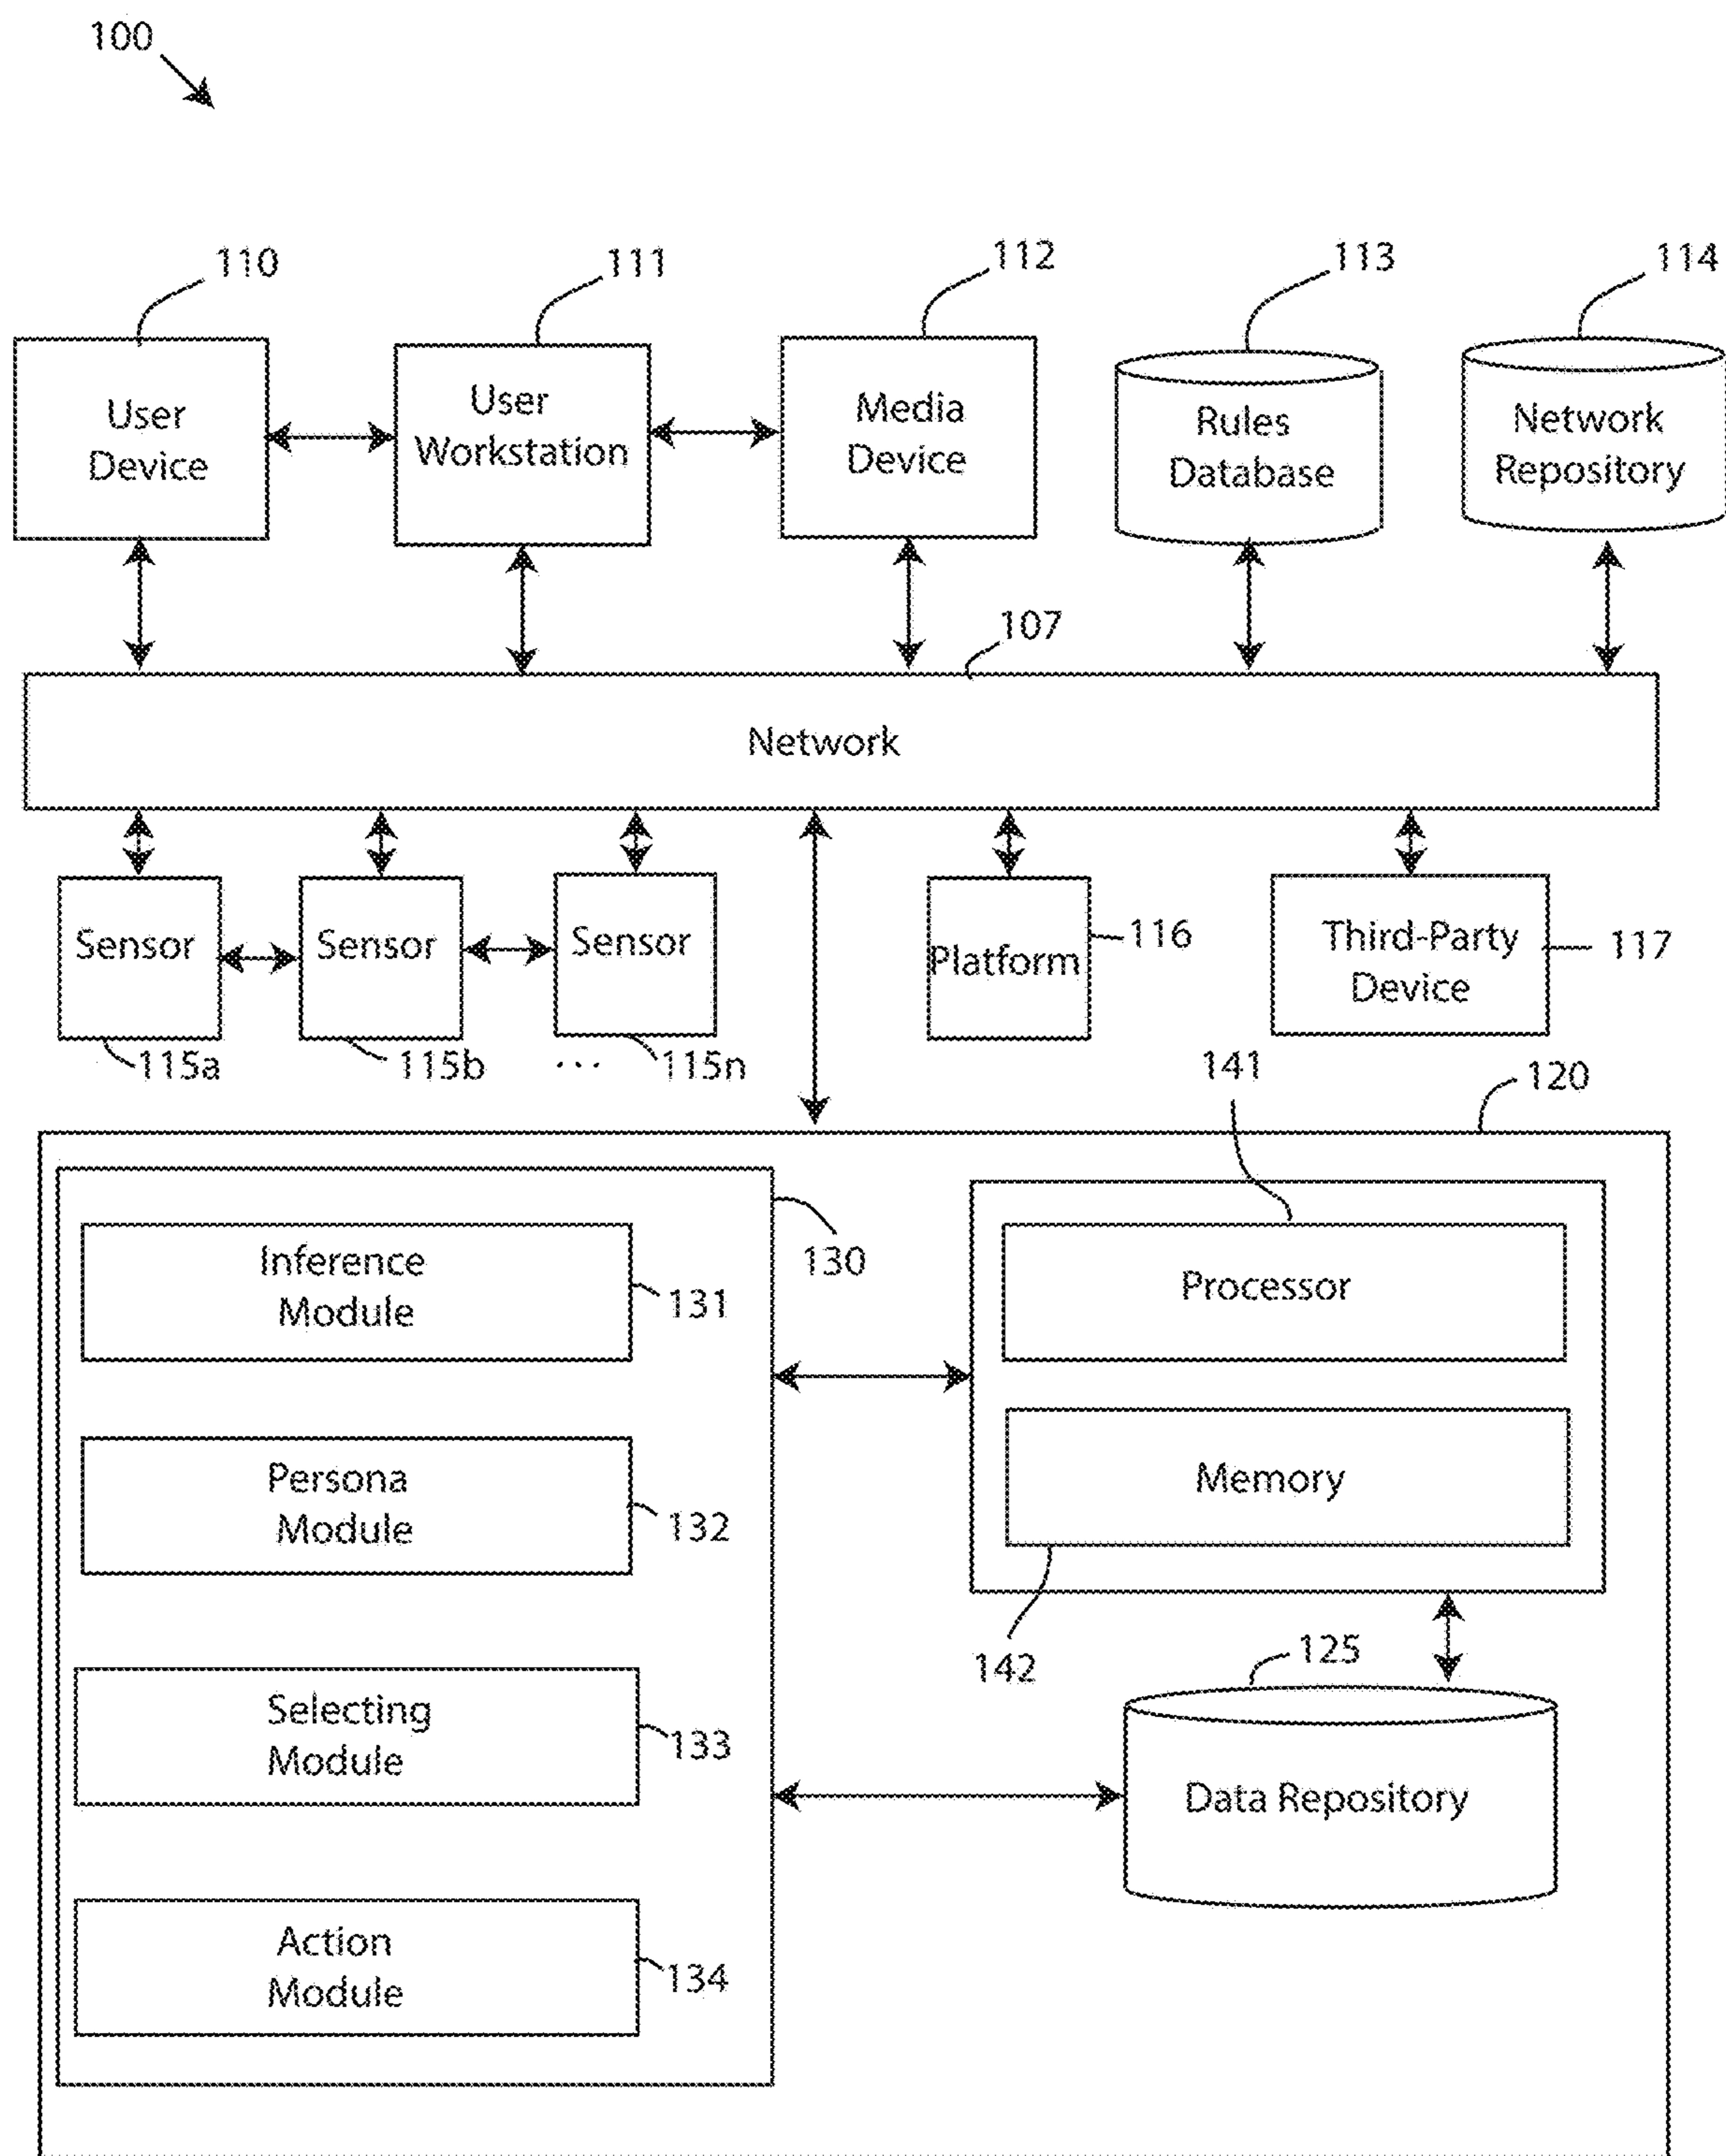 100
110
111
112
113
114
User
Device
User
Workstation
Media
Device
Rules
Database
Network
Repository
107
Network
Sensor
Sensor
Sensor
Platform
116
Third-Party
Device
117
115a
115b
...
115n
141
120
Inference
Module
131
130
Processor
Persona
Module
132
Memory
142
125
Selecting
Module
133
Data Repository
Action
Module
134